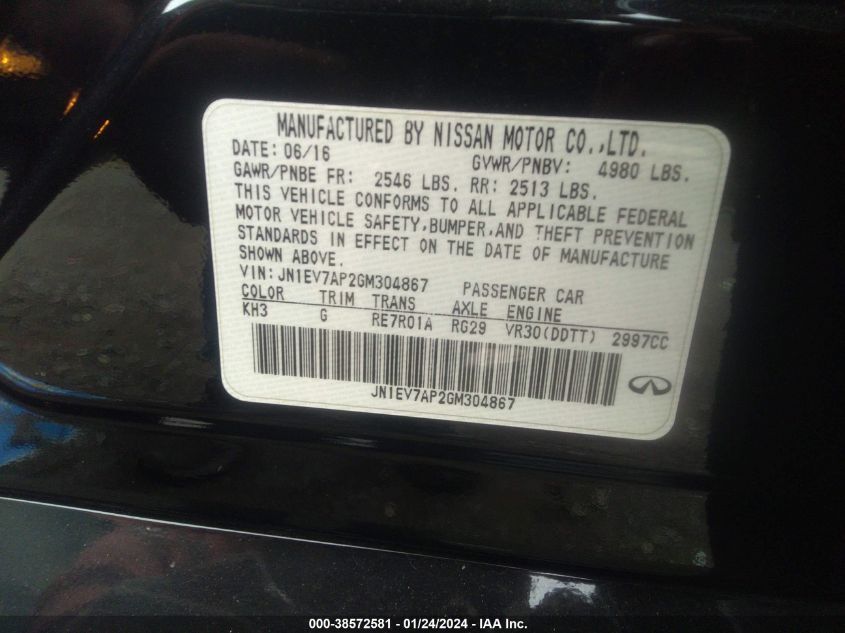 MANUFACTURED BY NISSAN MOTOR CO.,LTD.
DATE: 06/16 GVWR/PNBV: 4980 LBS.
GAWR/PNBE FR: 2546 LBS. RR: 2513 LBS.
THIS VEHICLE CONFORMS TO ALL APPLICABLE FEDERAL
MOTOR VEHICLE SAFETY,BUMPER,AND THEFT PREVENTION
STANDARDS IN EFFECT ON THE DATE OF MANUFACTURE
SHOWN ABOVE.
VIN: JN1EV7AP2GM304867 PASSENGER CAR
COLOR TRIM TRANS AXLE ENGINE
KH3 G RE7R01A RG29 VR30(DDTT) 2997CC
JN1EV7AP2GM304867
000-38572581 - 01/24/2024 - IAA Inc.